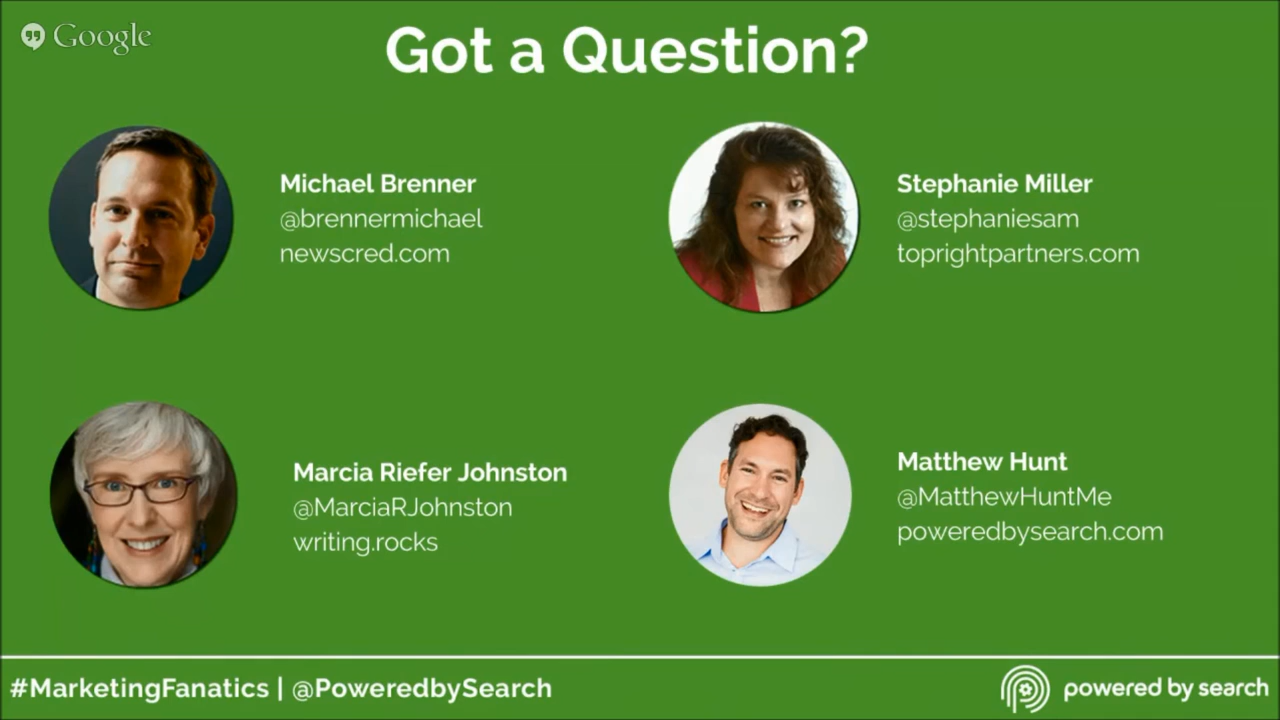 Google
Got a Question?
Michael Brenner
@brennermichael
newscred.com
Stephanie Miller
@stephaniesam
toprightpartners.com
Marcia Riefer Johnston
@MarciaRJohnston
writing.rocks
Matthew Hunt
@MatthewHuntMe
poweredbysearch.com
#MarketingFanatics | @PoweredbySearch
powered by search